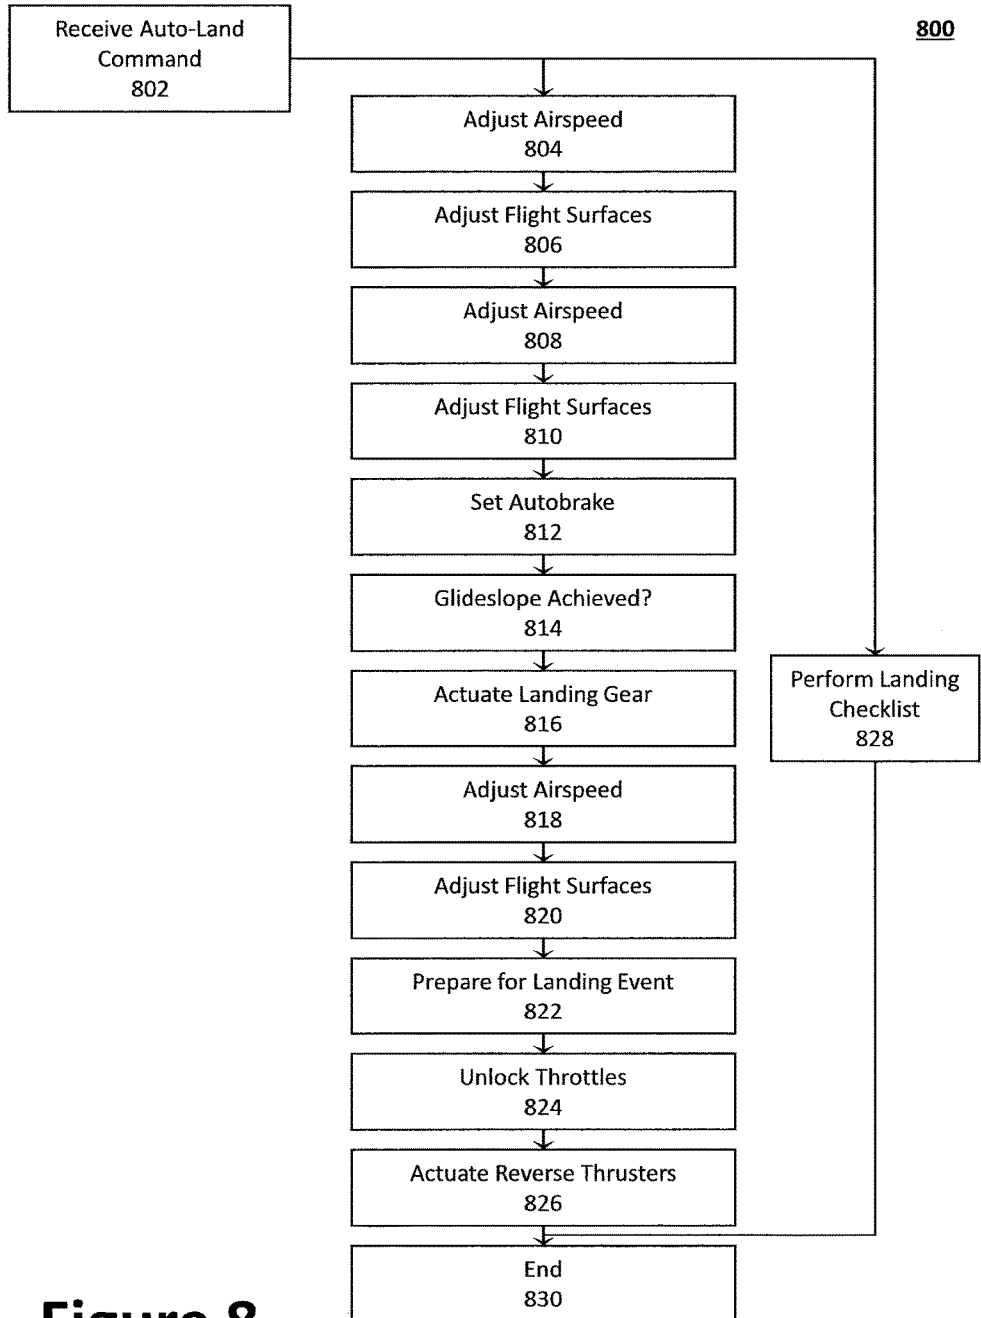 Receive Auto-Land
Command
802
800
Adjust Airspeed
804
Adjust Flight Surfaces
806
Adjust Airspeed
808
Adjust Flight Surfaces
810
Set Autobrake
812
Glideslope Achieved?
814
Actuate Landing Gear
816
Perform Landing
Checklist
828
Adjust Airspeed
818
Adjust Flight Surfaces
820
Prepare for Landing Event
822
Unlock Throttles
824
Actuate Reverse Thrusters
826
End
830
Figure 8